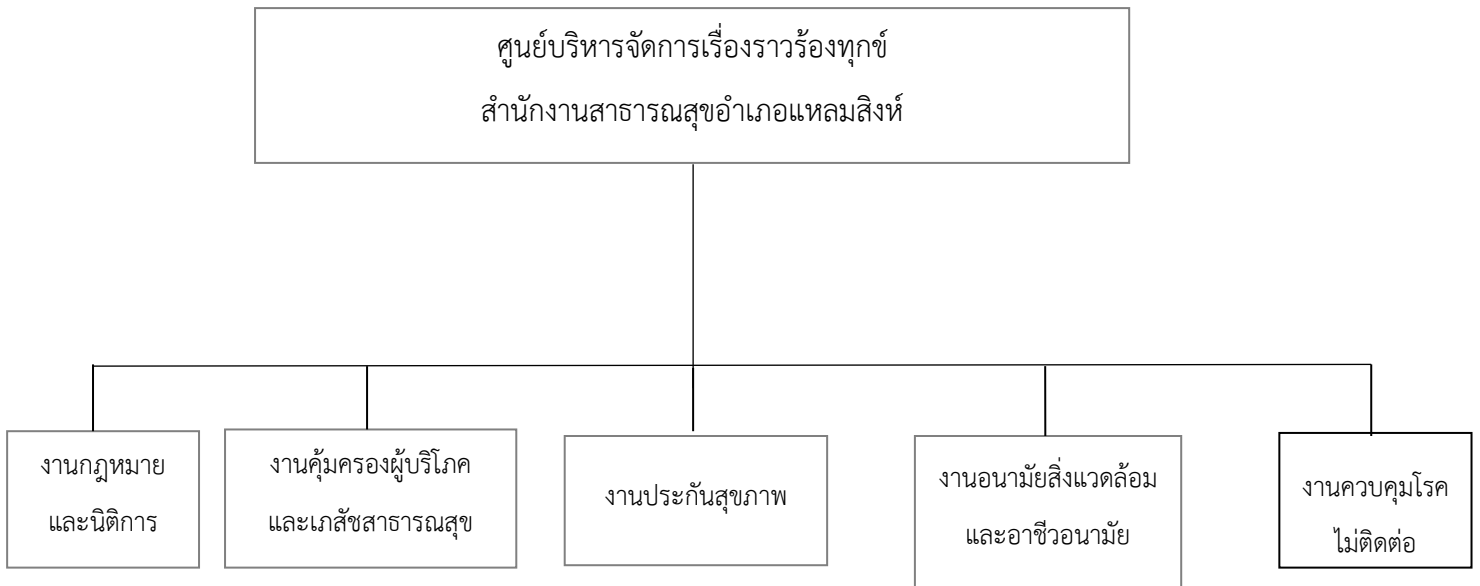 ศูนย์บริหารจัดการเรื่องราวร้องทุกข์
สำนักงานสาธารณสุขอำเภอแหลมสิงห์
งานกฎหมาย
และนิติการ
งานคุ้มครองผู้บริโภค
และเภสัชสาธารณสุข
งานประกันสุขภาพ
งานอนามัยสิ่งแวดล้อม
และอาชีวอนามัย
งานควบคุมโรค
ไม่ติดต่อ